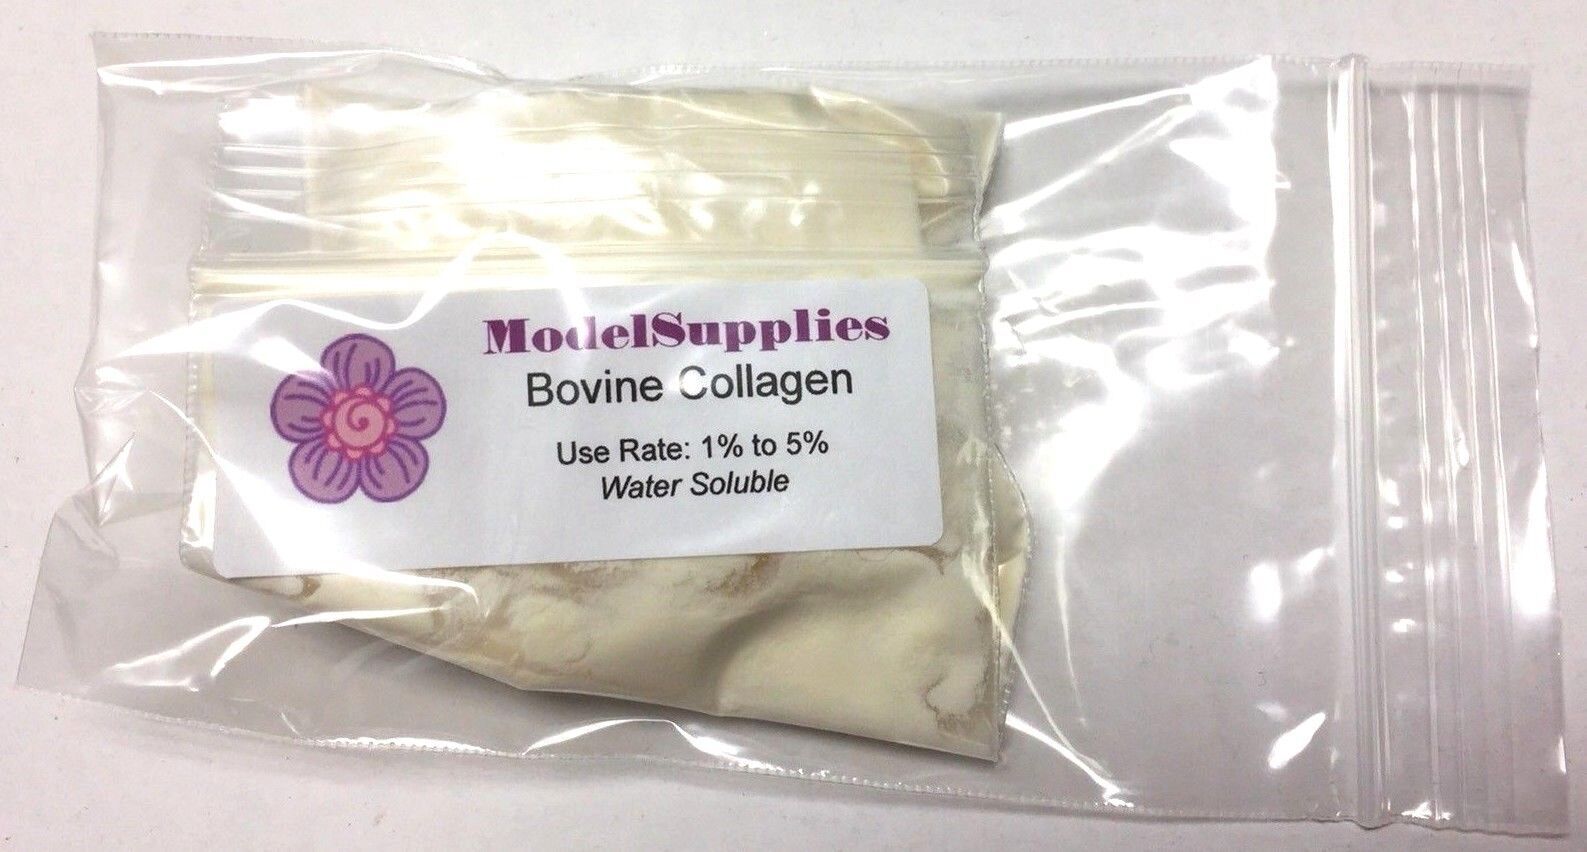 ModelSupplies
Bovine Collagen
Use Rate: 1% to 5%
Water Soluble